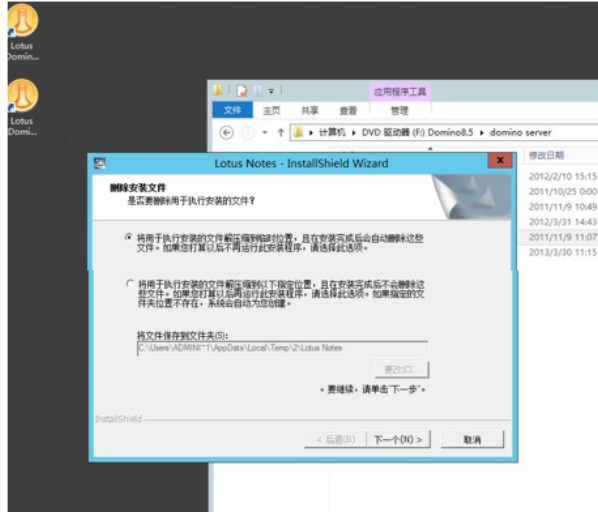 Lotus
Domin...
Lotus
Domi...
应用程序工具
文件 主页 共享 查看 管理
计算机 DVD 驱动器 (F:) Domino8.5 domino server
修改日期
2012/2/10 15:15
2011/10/25 0:00
2011/11/9 10:49
2012/3/31 14:43
2011/11/9 11:07
2013/3/30 11:15
Lotus Notes - InstallShield Wizard
删除安装文件
是否要删除用于执行安装的文件?
将用于执行安装的文件解压缩到临时位置,且在安装完成后会自动删除这些
文件。如果您打算以后不再运行此安装程序,请选择此选项。
将用于执行安装的文件解压缩到以下指定位置,且在安装完成后不会删除这
些文件。如果您打算以后再运行此安装程序,请选择此选项。如果指定的文
件夹位置不存在,系统会自动为您创建。
将文件保存到文件夹(S):
C:\Users\ADMINI~1\AppData\Local\Temp\2\Lotus Notes
更改(C)...
。要继续,请单击“下一步”。
InstallShield
< 后退(B) 下一个(N) > 取消